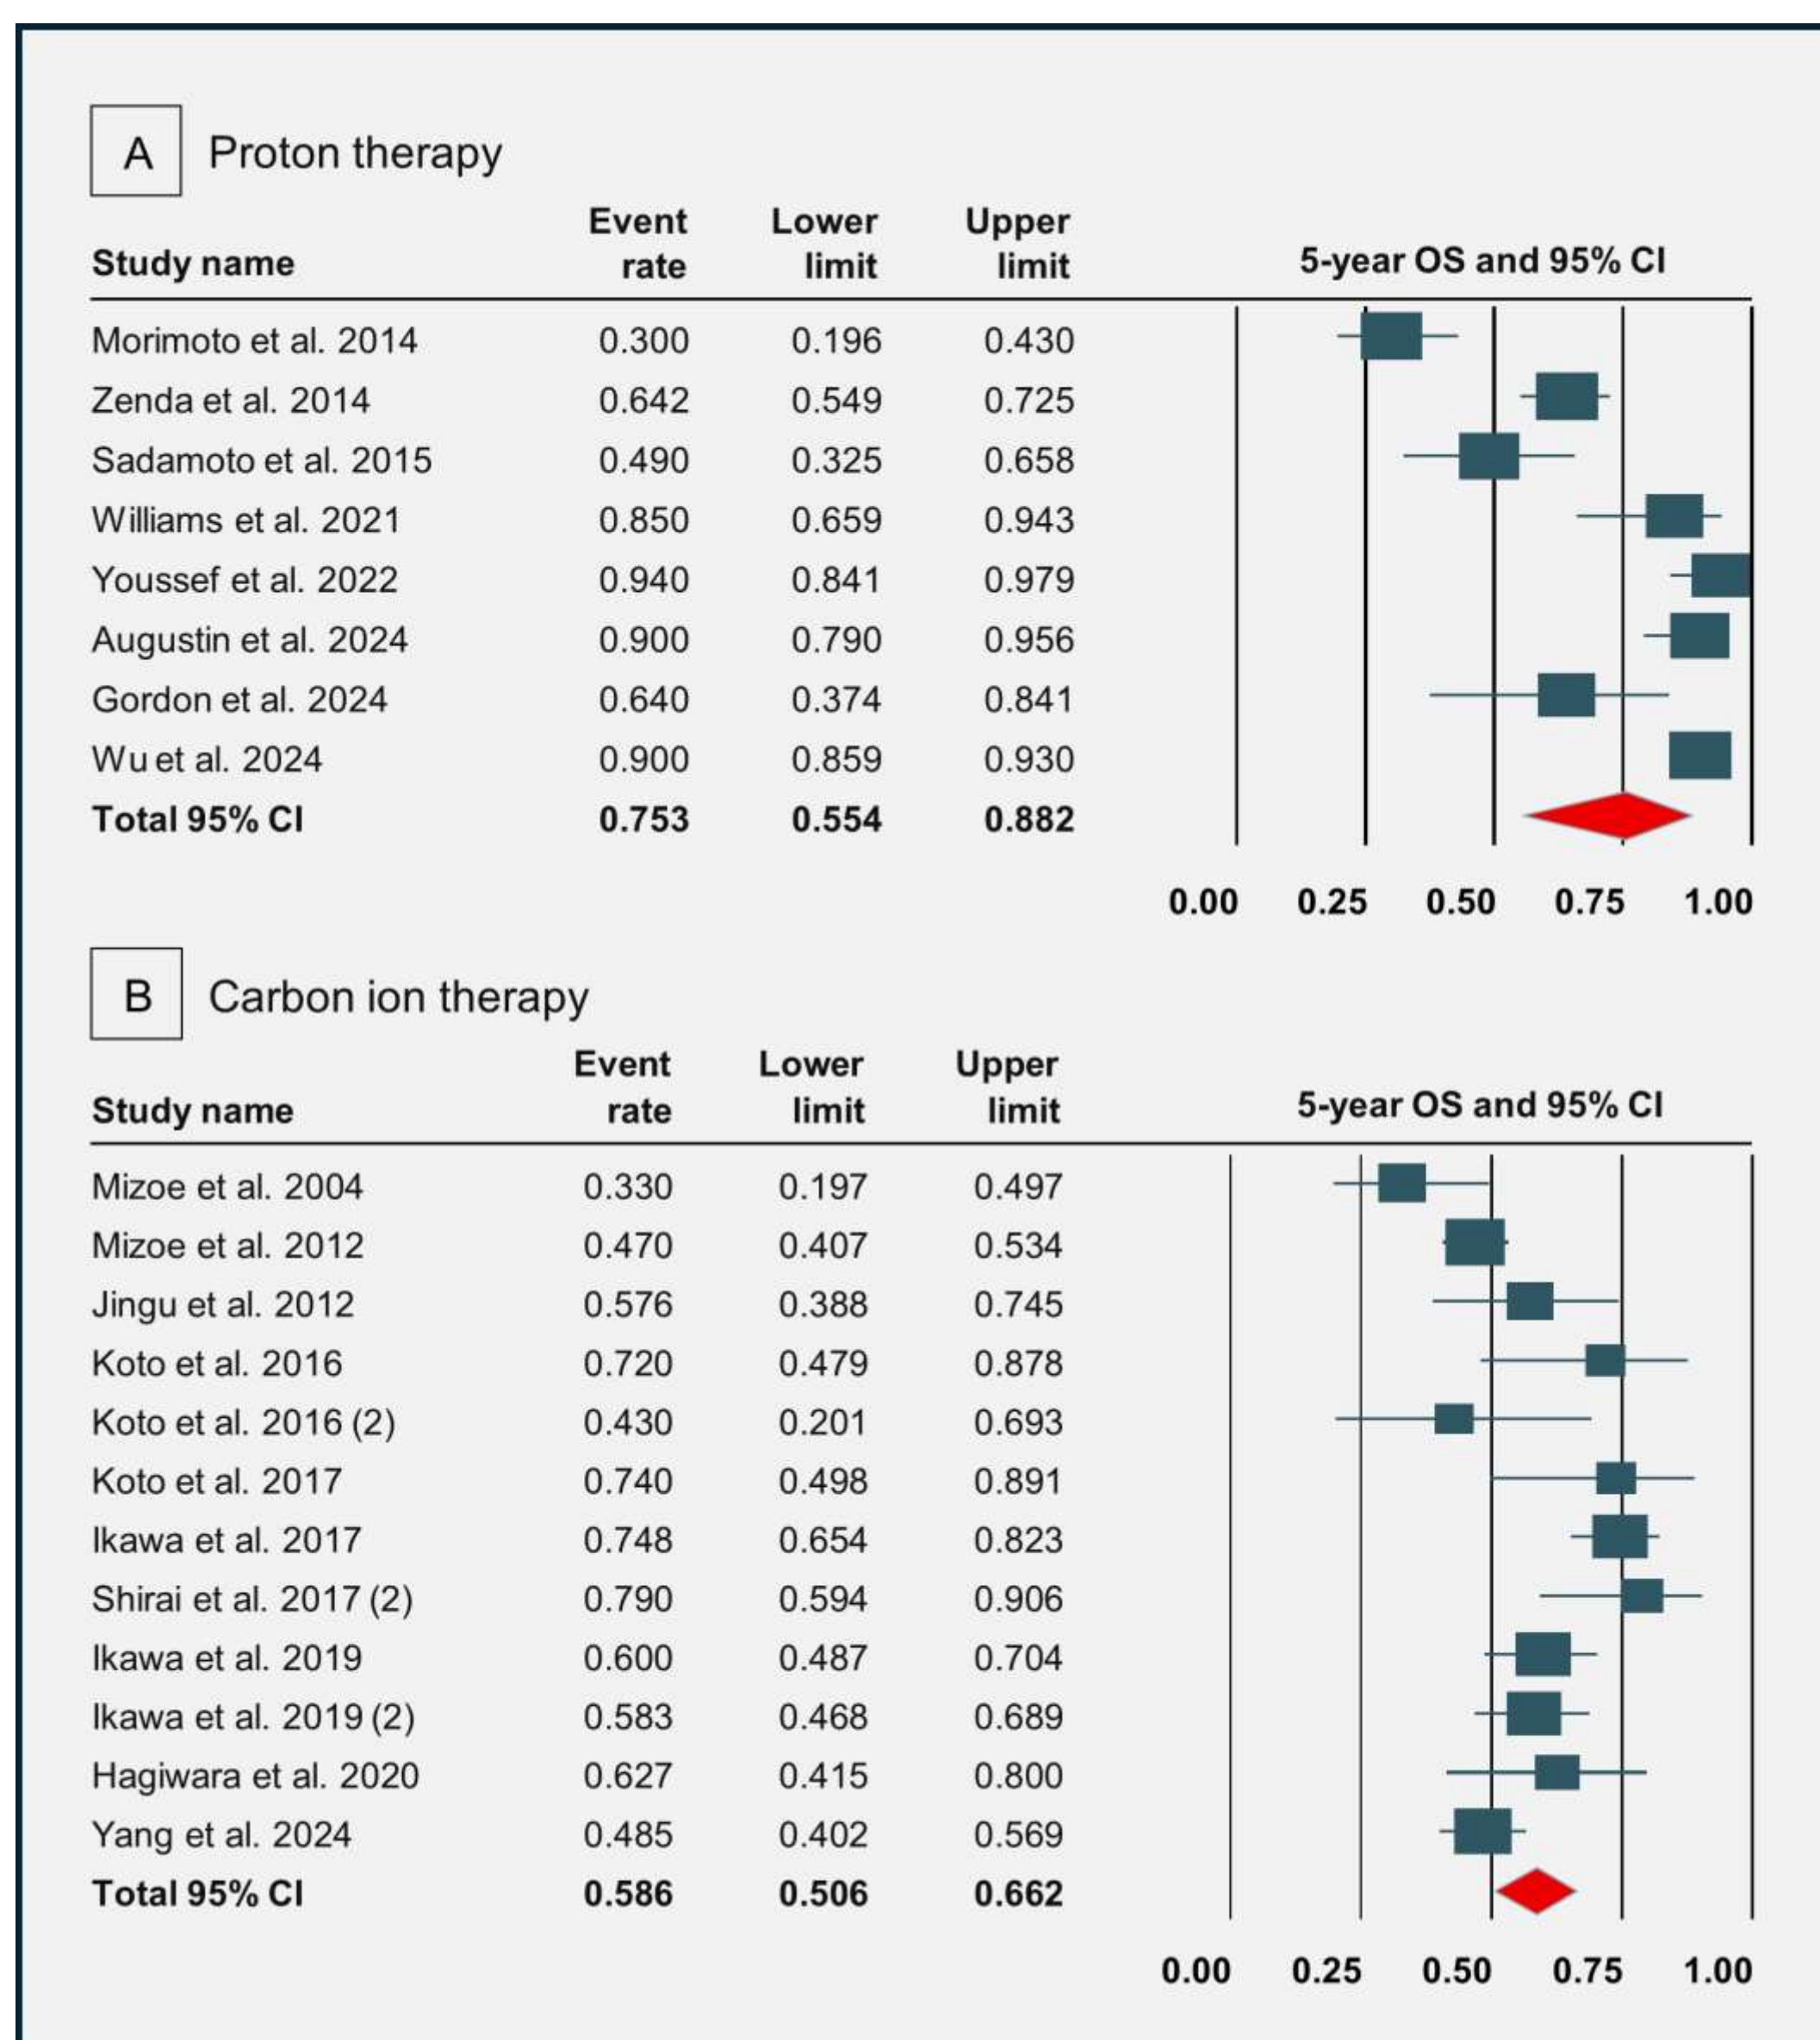 A Proton therapy
Study name Event rate Lower limit Upper limit 5-year OS and 95% CI
Morimoto et al. 2014 0.300 0.196 0.430
Zenda et al. 2014 0.642 0.549 0.725
Sadamoto et al. 2015 0.490 0.325 0.658
Williams et al. 2021 0.850 0.659 0.943
Youssef et al. 2022 0.940 0.841 0.979
Augustin et al. 2024 0.900 0.790 0.956
Gordon et al. 2024 0.640 0.374 0.841
Wu et al. 2024 0.900 0.859 0.930
Total 95% CI 0.753 0.554 0.882
0.00 0.25 0.50 0.75 1.00
B Carbon ion therapy
Study name Event rate Lower limit Upper limit 5-year OS and 95% CI
Mizoe et al. 2004 0.330 0.197 0.497
Mizoe et al. 2012 0.470 0.407 0.534
Jingu et al. 2012 0.576 0.388 0.745
Koto et al. 2016 0.720 0.479 0.878
Koto et al. 2016 (2) 0.430 0.201 0.693
Koto et al. 2017 0.740 0.498 0.891
Ikawa et al. 2017 0.748 0.654 0.823
Shirai et al. 2017 (2) 0.790 0.594 0.906
Ikawa et al. 2019 0.600 0.487 0.704
Ikawa et al. 2019 (2) 0.583 0.468 0.689
Hagiwara et al. 2020 0.627 0.415 0.800
Yang et al. 2024 0.485 0.402 0.569
Total 95% CI 0.586 0.506 0.662
0.00 0.25 0.50 0.75 1.00